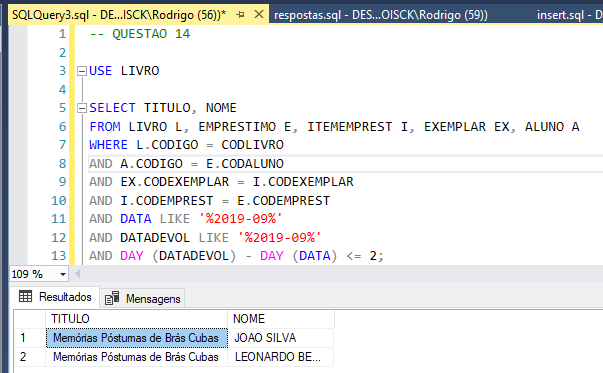 SQLQuery3.sql - DE...ISCK\Rodrigo (56))* respostas.sql - DES...OISCK\Rodrigo (59)) insert.sql - D
1 -- QUESTAO 14
2
3 USE LIVRO
4
5 SELECT TITULO, NOME
6 FROM LIVRO L, EMPRESTIMO E, ITEMEMPREST I, EXEMPLAR EX, ALUNO A
7 WHERE L.CODIGO = CODLIVRO
8 AND A.CODIGO = E.CODALUNO
9 AND EX.CODEXEMPLAR = I.CODEXEMPLAR
10 AND I.CODEMPREST = E.CODEMPREST
11 AND DATA LIKE '%2019-09%'
12 AND DATADEVOL LIKE '%2019-09%'
13 AND DAY (DATADEVOL) - DAY (DATA) <= 2;
109 %
Resultados Mensagens
TITULO NOME
1 Memórias Póstumas de Brás Cubas JOAO SILVA
2 Memórias Póstumas de Brás Cubas LEONARDO BE...